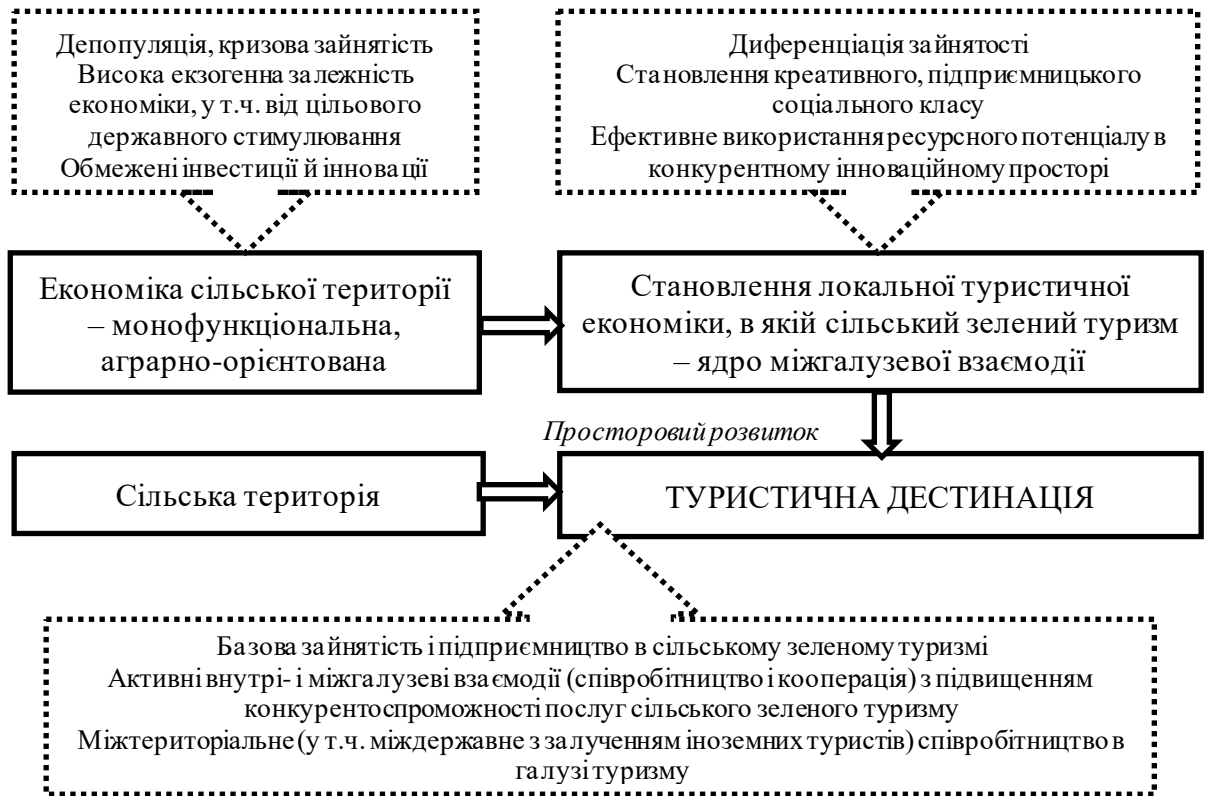 Депопуляція, кризова зайнятість
Висока екзогенна залежність
економіки, у т.ч. від цільового
державного стимулювання
Обмежені інвестиції й інновації
Диференціація зайнятості
Становлення креативного, підприємницького
соціального класу
Ефективне використання ресурсного потенціалу в
конкурентному інноваційному просторі
Економіка сільської території
– монофункціональна,
аграрно-орієнтована
Становлення локальної туристичної
економіки, в якій сільський зелений туризм
– ядро міжгалузевої взаємодії
Просторовий розвиток
Сільська територія
ТУРИСТИЧНА ДЕСТИНАЦІЯ
Базова зайнятість і підприємництво в сільському зеленому туризмі
Активні внутрі- і міжгалузеві взаємодії (співробітництво і кооперація) з підвищенням
конкурентоспроможності послуг сільського зеленого туризму
Міжтериторіальне (у т.ч. міждержавне з залученням іноземних туристів) співробітництво в
галузі туризму